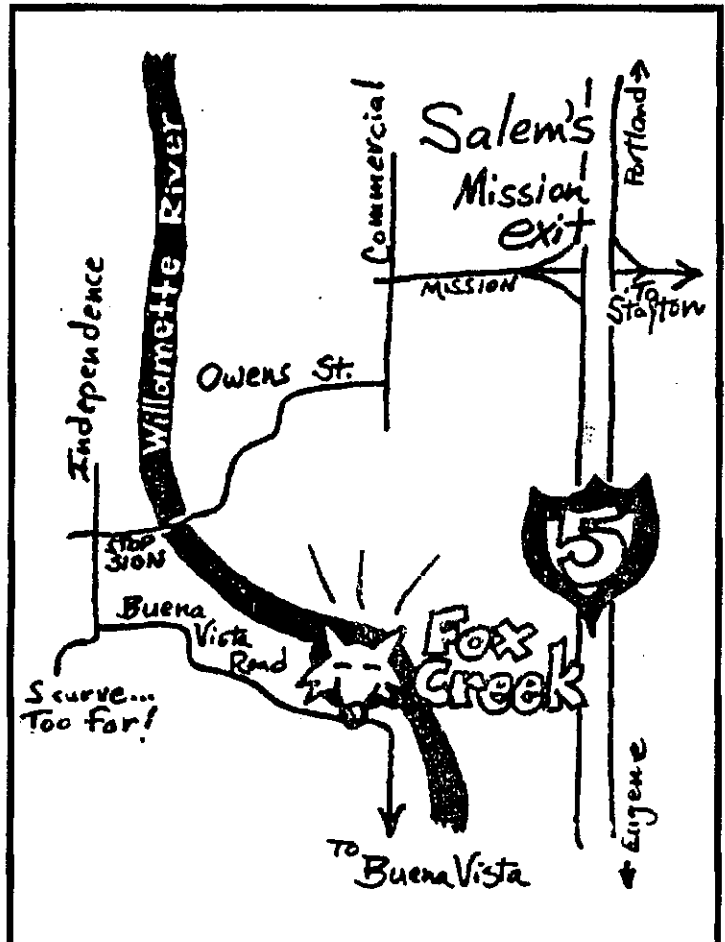 Salem's
Mission
exit
Portland
Commercial
MISSION
To
Stayton
Willamette River
Independence
Owens St.
STOP
SIGN
5
Buena
Vista
Road
Fox
Creek
S curve...
Too far!
Eugene
To
Buena Vista